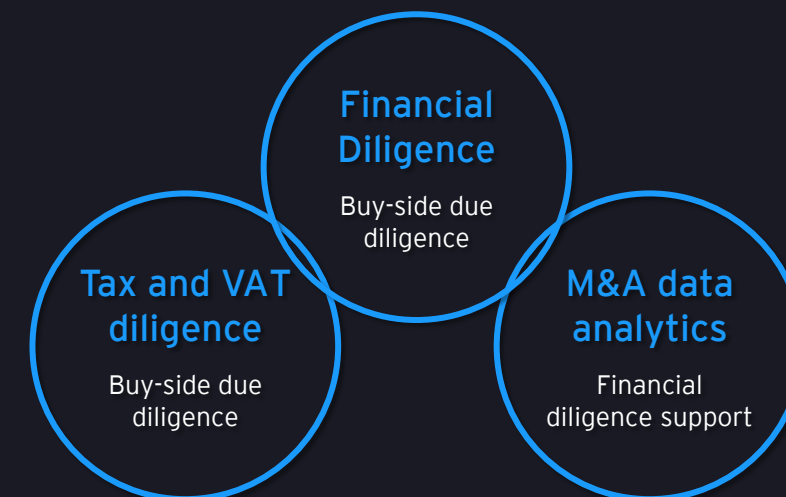 Financial
Diligence
Buy-side due
diligence
Tax and VAT
diligence
Buy-side due
diligence
M&A data
analytics
Financial
diligence support